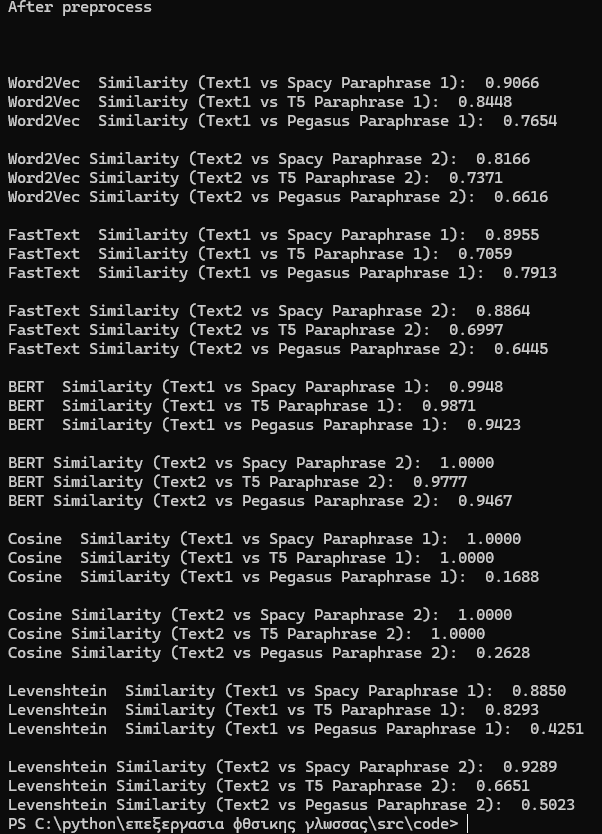 After preprocess
Word2Vec  Similarity (Text1 vs Spacy Paraphrase 1):  0.9066
Word2Vec  Similarity (Text1 vs T5 Paraphrase 1):  0.8448
Word2Vec  Similarity (Text1 vs Pegasus Paraphrase 1):  0.7654
Word2Vec Similarity (Text2 vs Spacy Paraphrase 2):  0.8166
Word2Vec Similarity (Text2 vs T5 Paraphrase 2):  0.7371
Word2Vec Similarity (Text2 vs Pegasus Paraphrase 2):  0.6616
FastText  Similarity (Text1 vs Spacy Paraphrase 1):  0.8955
FastText  Similarity (Text1 vs T5 Paraphrase 1):  0.7059
FastText  Similarity (Text1 vs Pegasus Paraphrase 1):  0.7913
FastText Similarity (Text2 vs Spacy Paraphrase 2):  0.8864
FastText Similarity (Text2 vs T5 Paraphrase 2):  0.6997
FastText Similarity (Text2 vs Pegasus Paraphrase 2):  0.6445
BERT  Similarity (Text1 vs Spacy Paraphrase 1):  0.9948
BERT  Similarity (Text1 vs T5 Paraphrase 1):  0.9871
BERT  Similarity (Text1 vs Pegasus Paraphrase 1):  0.9423
BERT Similarity (Text2 vs Spacy Paraphrase 2):  1.0000
BERT Similarity (Text2 vs T5 Paraphrase 2):  0.9777
BERT Similarity (Text2 vs Pegasus Paraphrase 2):  0.9467
Cosine  Similarity (Text1 vs Spacy Paraphrase 1):  1.0000
Cosine  Similarity (Text1 vs T5 Paraphrase 1):  1.0000
Cosine  Similarity (Text1 vs Pegasus Paraphrase 1):  0.1688
Cosine Similarity (Text2 vs Spacy Paraphrase 2):  1.0000
Cosine Similarity (Text2 vs T5 Paraphrase 2):  1.0000
Cosine Similarity (Text2 vs Pegasus Paraphrase 2):  0.2628
Levenshtein  Similarity (Text1 vs Spacy Paraphrase 1):  0.8850
Levenshtein  Similarity (Text1 vs T5 Paraphrase 1):  0.8293
Levenshtein  Similarity (Text1 vs Pegasus Paraphrase 1):  0.4251
Levenshtein Similarity (Text2 vs Spacy Paraphrase 2):  0.9289
Levenshtein Similarity (Text2 vs T5 Paraphrase 2):  0.6651
Levenshtein Similarity (Text2 vs Pegasus Paraphrase 2):  0.5023
PS C:\python\επεξεργασια φθσικης γλωσσας\src\code>